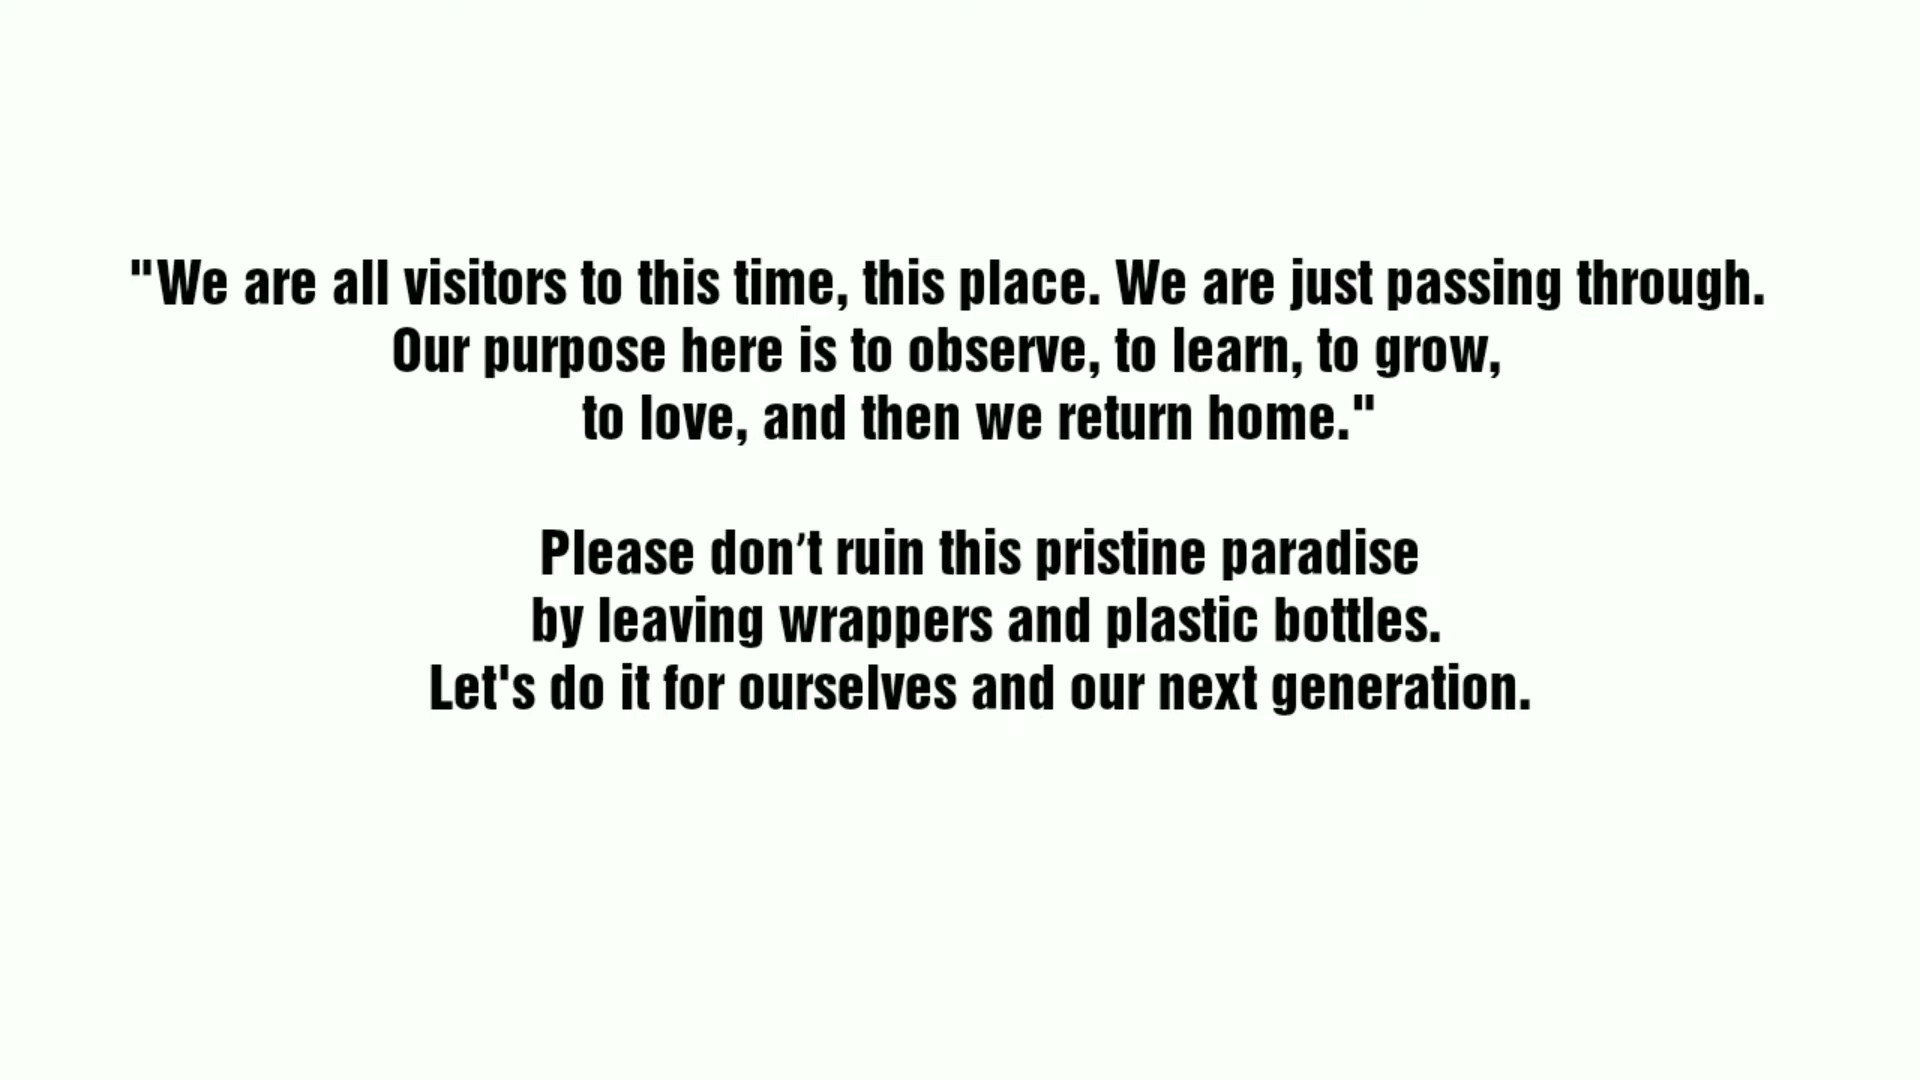 "We are all visitors to this time, this place. We are just passing through.
Our purpose here is to observe, to learn, to grow,
to love, and then we return home."
Please don’t ruin this pristine paradise
by leaving wrappers and plastic bottles.
Let's do it for ourselves and our next generation.